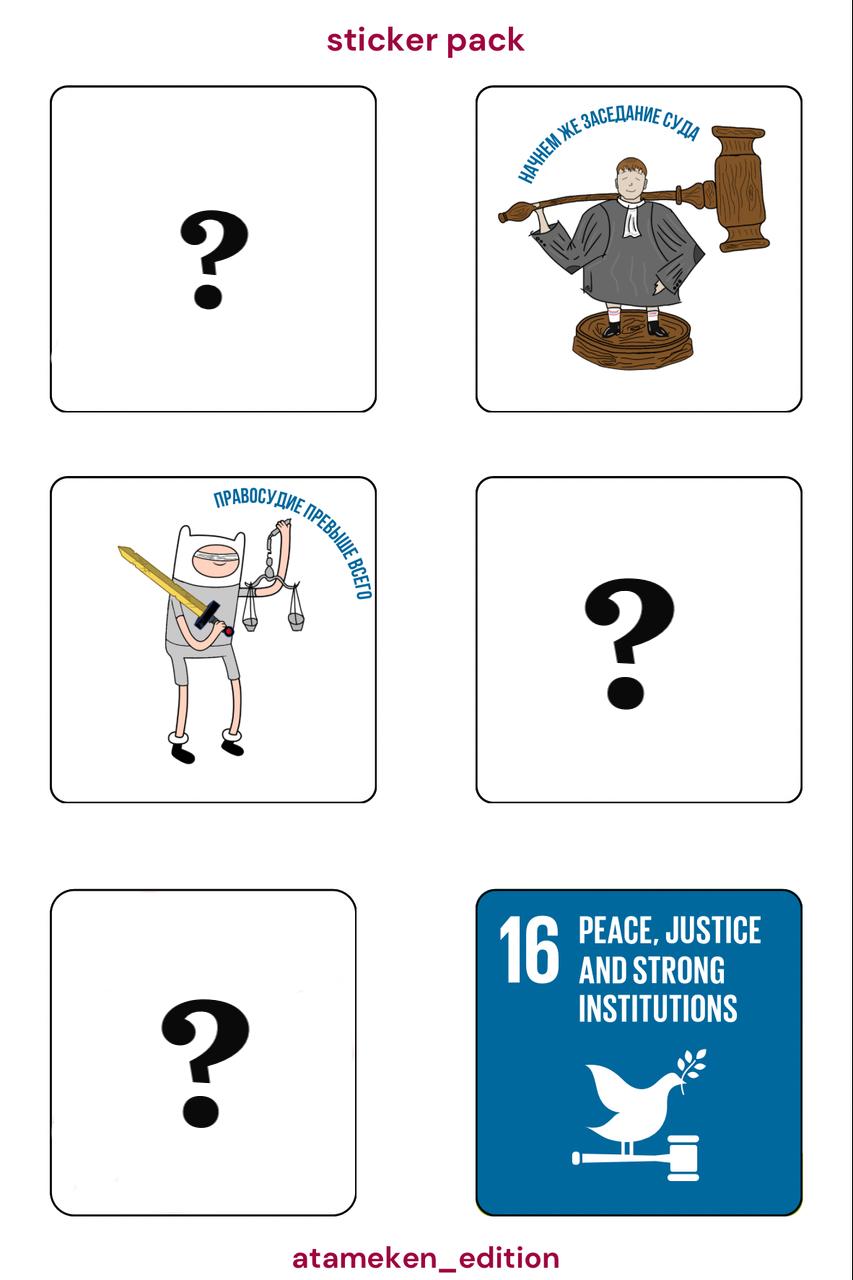 sticker pack
?
НАЧНЕМ ЖЕ ЗАСЕДАНИЕ СУДА
ПРАВОСУДИЕ ПРЕВЫШЕ ВСЕГО
?
?
16 PEACE, JUSTICE
AND STRONG
INSTITUTIONS
atameken_edition